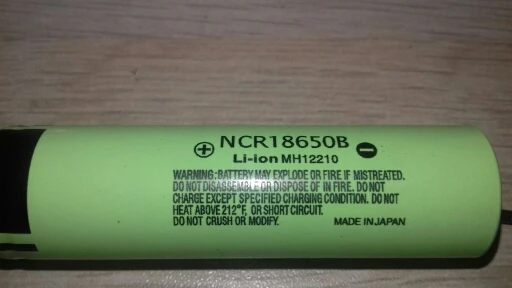 ⊕ NCR18650B ⊖
Li-ion MH12210
WARNING:BATTERY MAY EXPLODE OR FIRE IF MISTREATED.
DO NOT DISASSEMBLE OR DISPOSE OF IN FIRE. DO NOT
CHARGE EXCEPT SPECIFIED CHARGING CONDITION. DO NOT
HEAT ABOVE 212°F, OR SHORT CIRCUIT.
DO NOT CRUSH OR MODIFY. MADE IN JAPAN